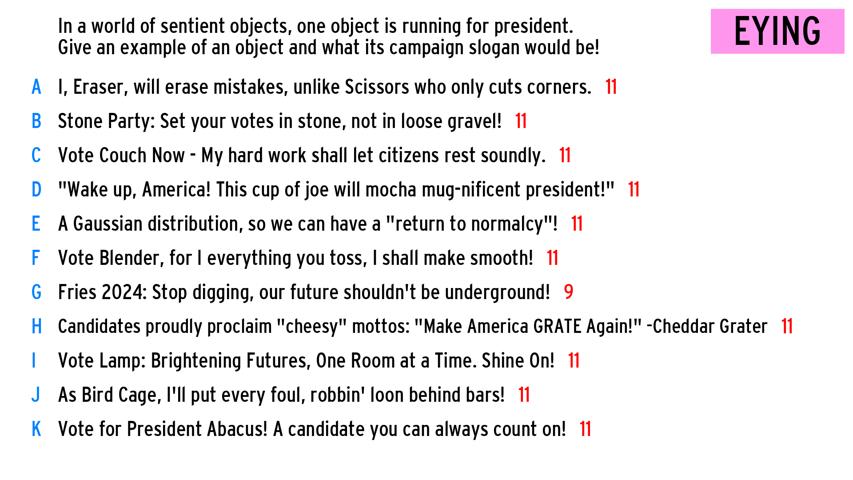 In a world of sentient objects, one object is running for president.
Give an example of an object and what its campaign slogan would be!
EYING
A I, Eraser, will erase mistakes, unlike Scissors who only cuts corners. 11
B Stone Party: Set your votes in stone, not in loose gravel! 11
C Vote Couch Now - My hard work shall let citizens rest soundly. 11
D "Wake up, America! This cup of joe will mocha mug-nificent president!" 11
E A Gaussian distribution, so we can have a "return to normalcy"! 11
F Vote Blender, for I everything you toss, I shall make smooth! 11
G Fries 2024: Stop digging, our future shouldn't be underground! 9
H Candidates proudly proclaim "cheesy" mottos: "Make America GRATE Again!" -Cheddar Grater 11
I Vote Lamp: Brightening Futures, One Room at a Time. Shine On! 11
J As Bird Cage, I'll put every foul, robbin' loon behind bars! 11
K Vote for President Abacus! A candidate you can always count on! 11